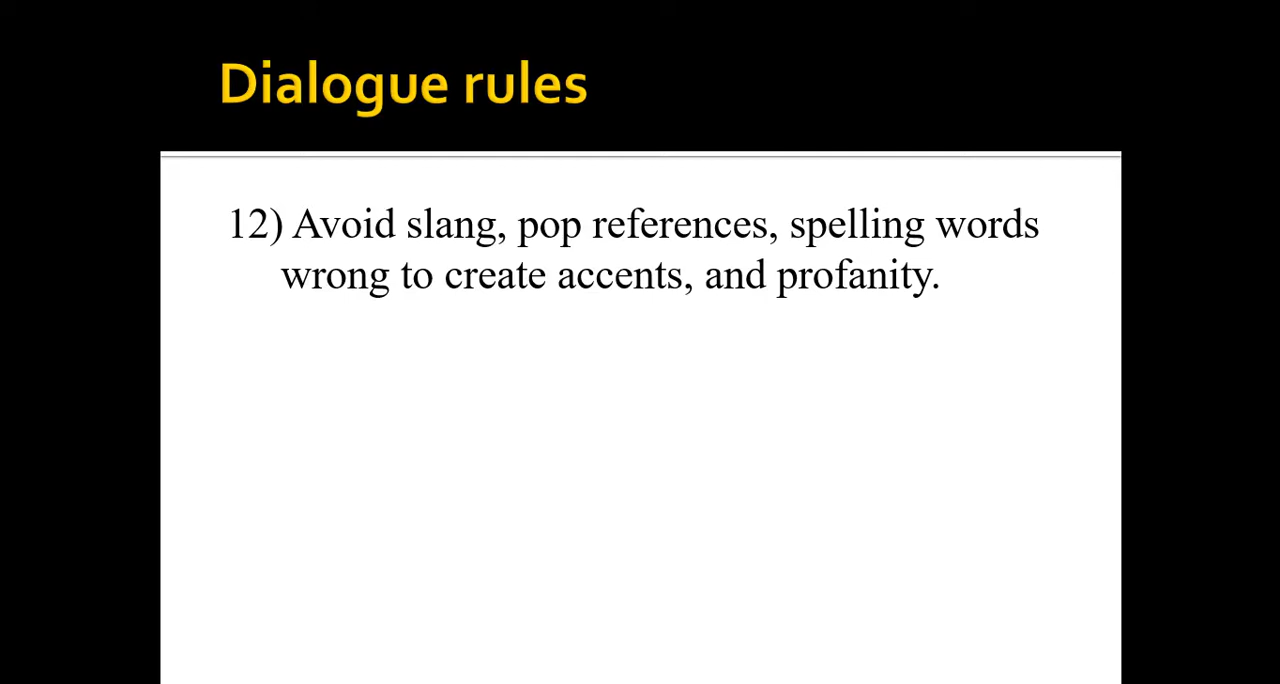 Dialogue rules
12) Avoid slang, pop references, spelling words
wrong to create accents, and profanity.